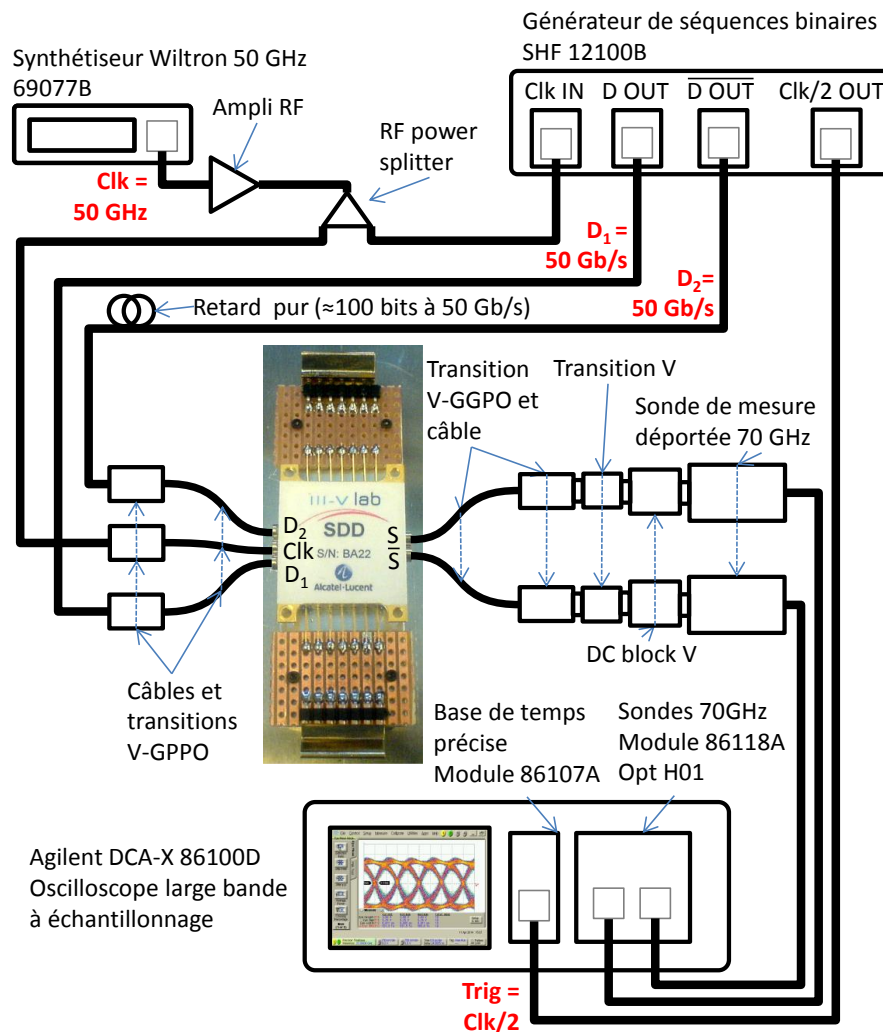 Synthétiseur Wiltron 50 GHz
69077B
Ampli RF
RF power
splitter
Générateur de séquences binaires
SHF 12100B
Clk IN
D OUT
D OUT
Clk/2 OUT
Clk =
50 GHz
D1 =
50 Gb/s
D2=
50 Gb/s
Retard pur (≈100 bits à 50 Gb/s)
Transition
V-GGPO et
câble
Transition V
Sonde de mesure
déportée 70 GHz
III-V lab
SDD
S/N: BA22
Alcatel·Lucent
D2
Clk
D1
S
S
DC block V
Câbles et
transitions
V-GPPO
Base de temps
précise
Module 86107A
Sondes 70GHz
Module 86118A
Opt H01
Agilent DCA-X 86100D
Oscilloscope large bande
à échantillonnage
Trig =
Clk/2